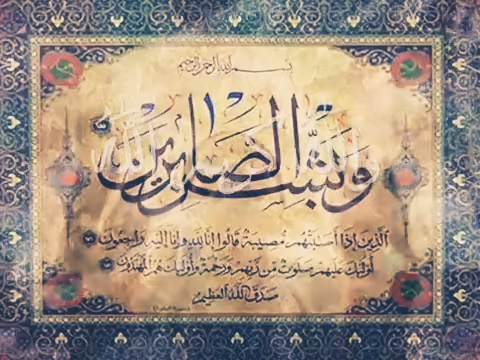 بسم الله الرحمن الرحيم
وبشر الصابرين
الذين إذا أصابتهم مصيبة قالوا إنا لله وإنا إليه راجعون
أولئك عليهم صلوات من ربهم ورحمة وأولئك هم المهتدون
صدق الله العظيم